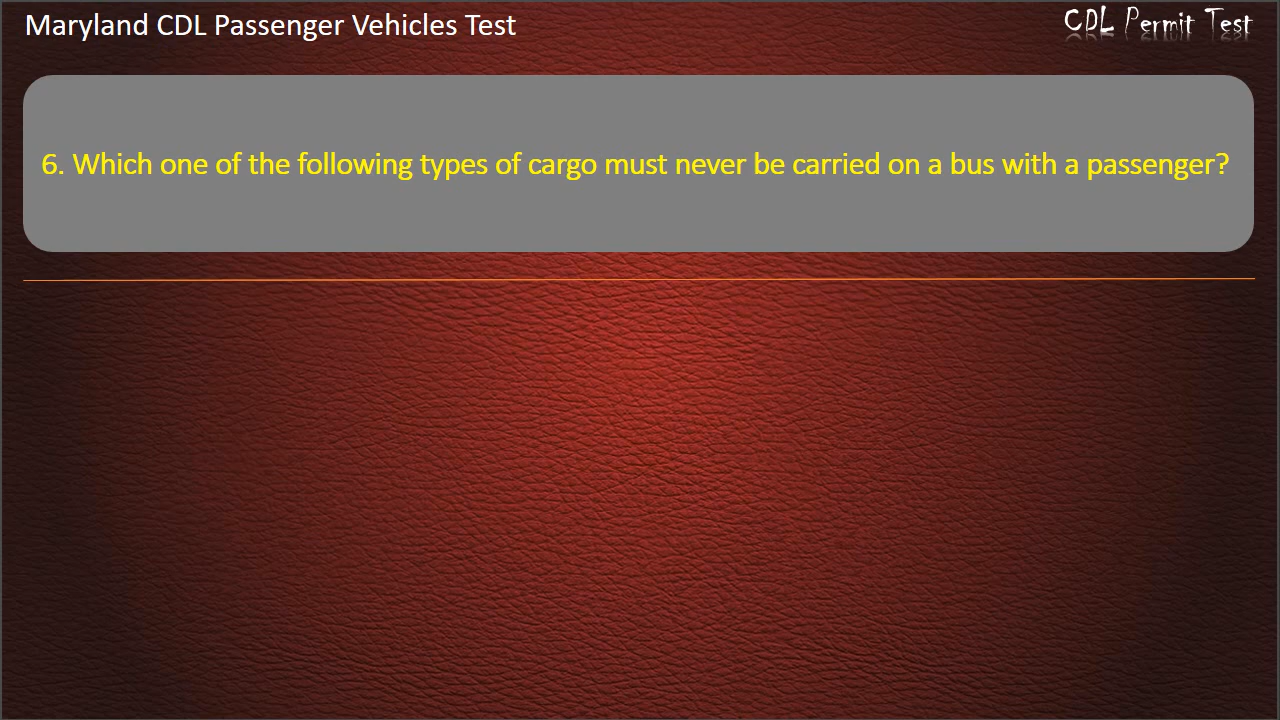 Maryland CDL Passenger Vehicles Test
CDL Permit Test
6. Which one of the following types of cargo must never be carried on a bus with a passenger?